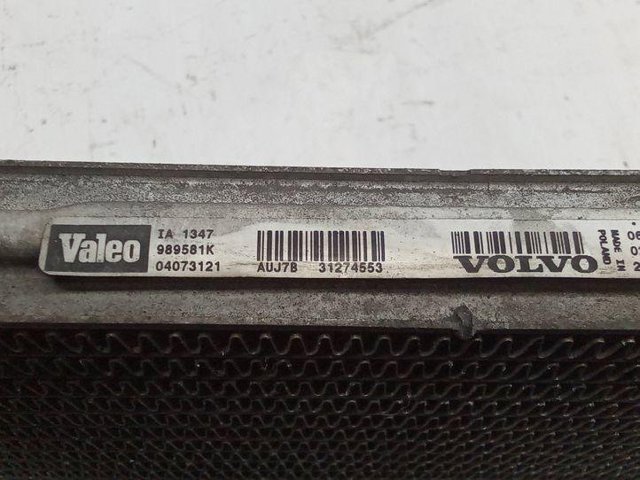 Valeo
IA 1347
989581K
04073121
AUJ7B 31274553
VOLVO
MADE IN
POLAND